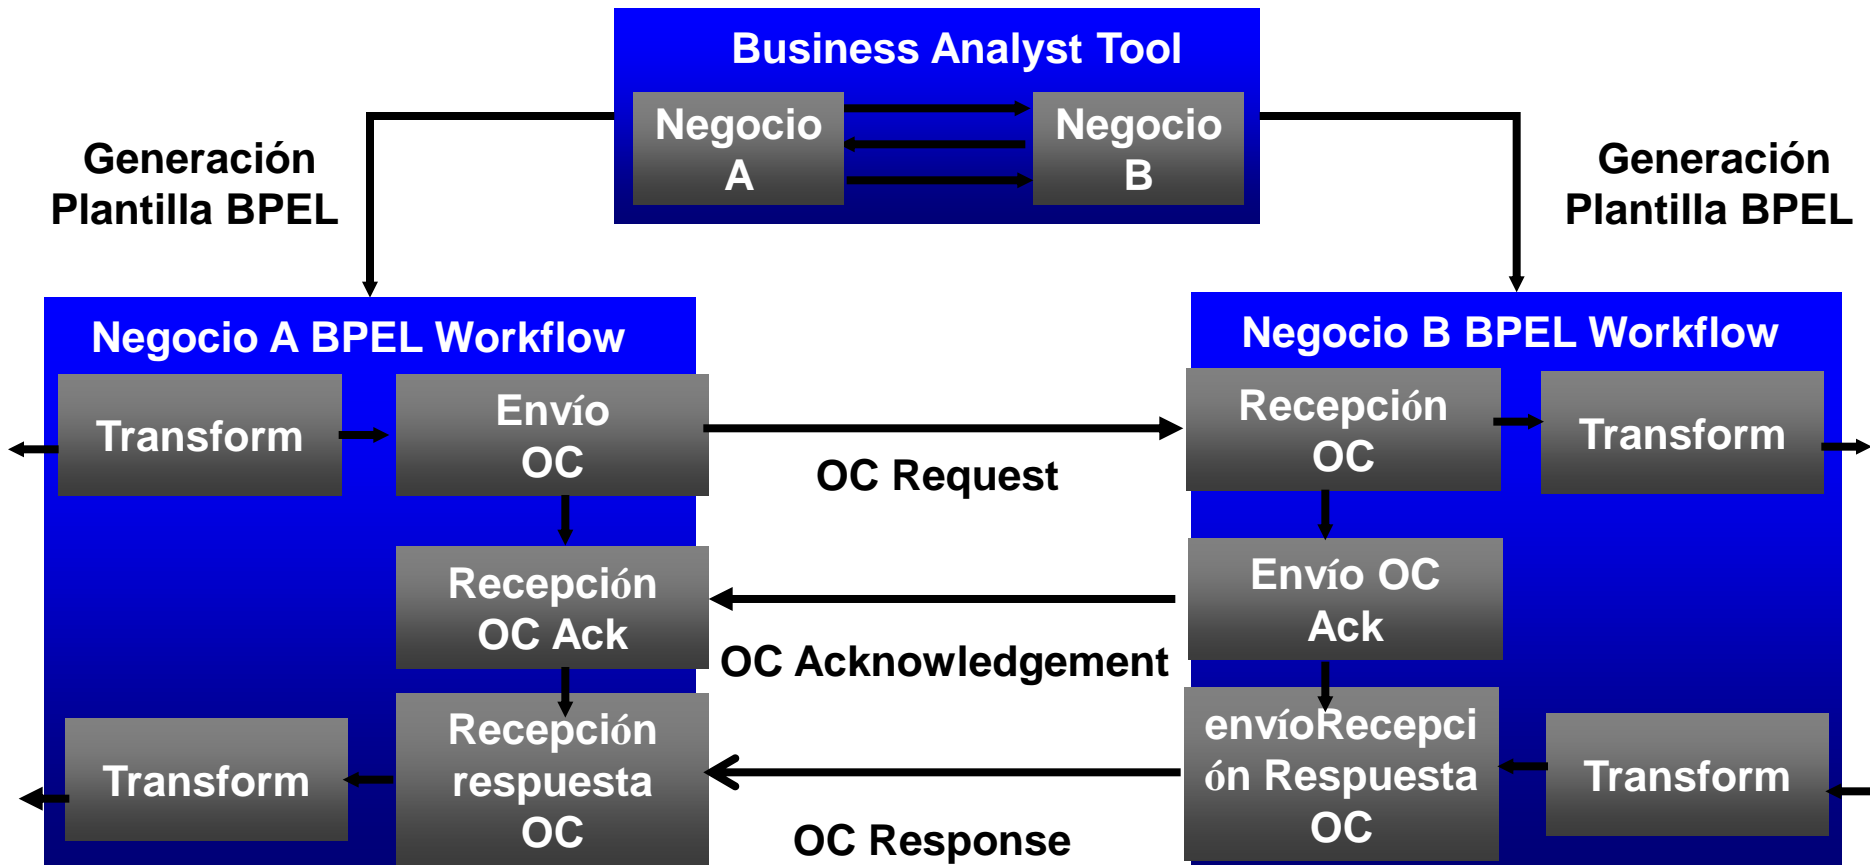 Business Analyst Tool
Negocio
A
Negocio
B
Generación
Plantilla BPEL
Generación
Plantilla BPEL
Negocio A BPEL Workflow
Transform
Envío
OC
Recepción
OC Ack
Transform
Recepción
respuesta
OC
OC Request
OC Acknowledgement
OC Response
Negocio B BPEL Workflow
Recepción
OC
Transform
Envío OC
Ack
envíoRecepci
ón Respuesta
OC
Transform